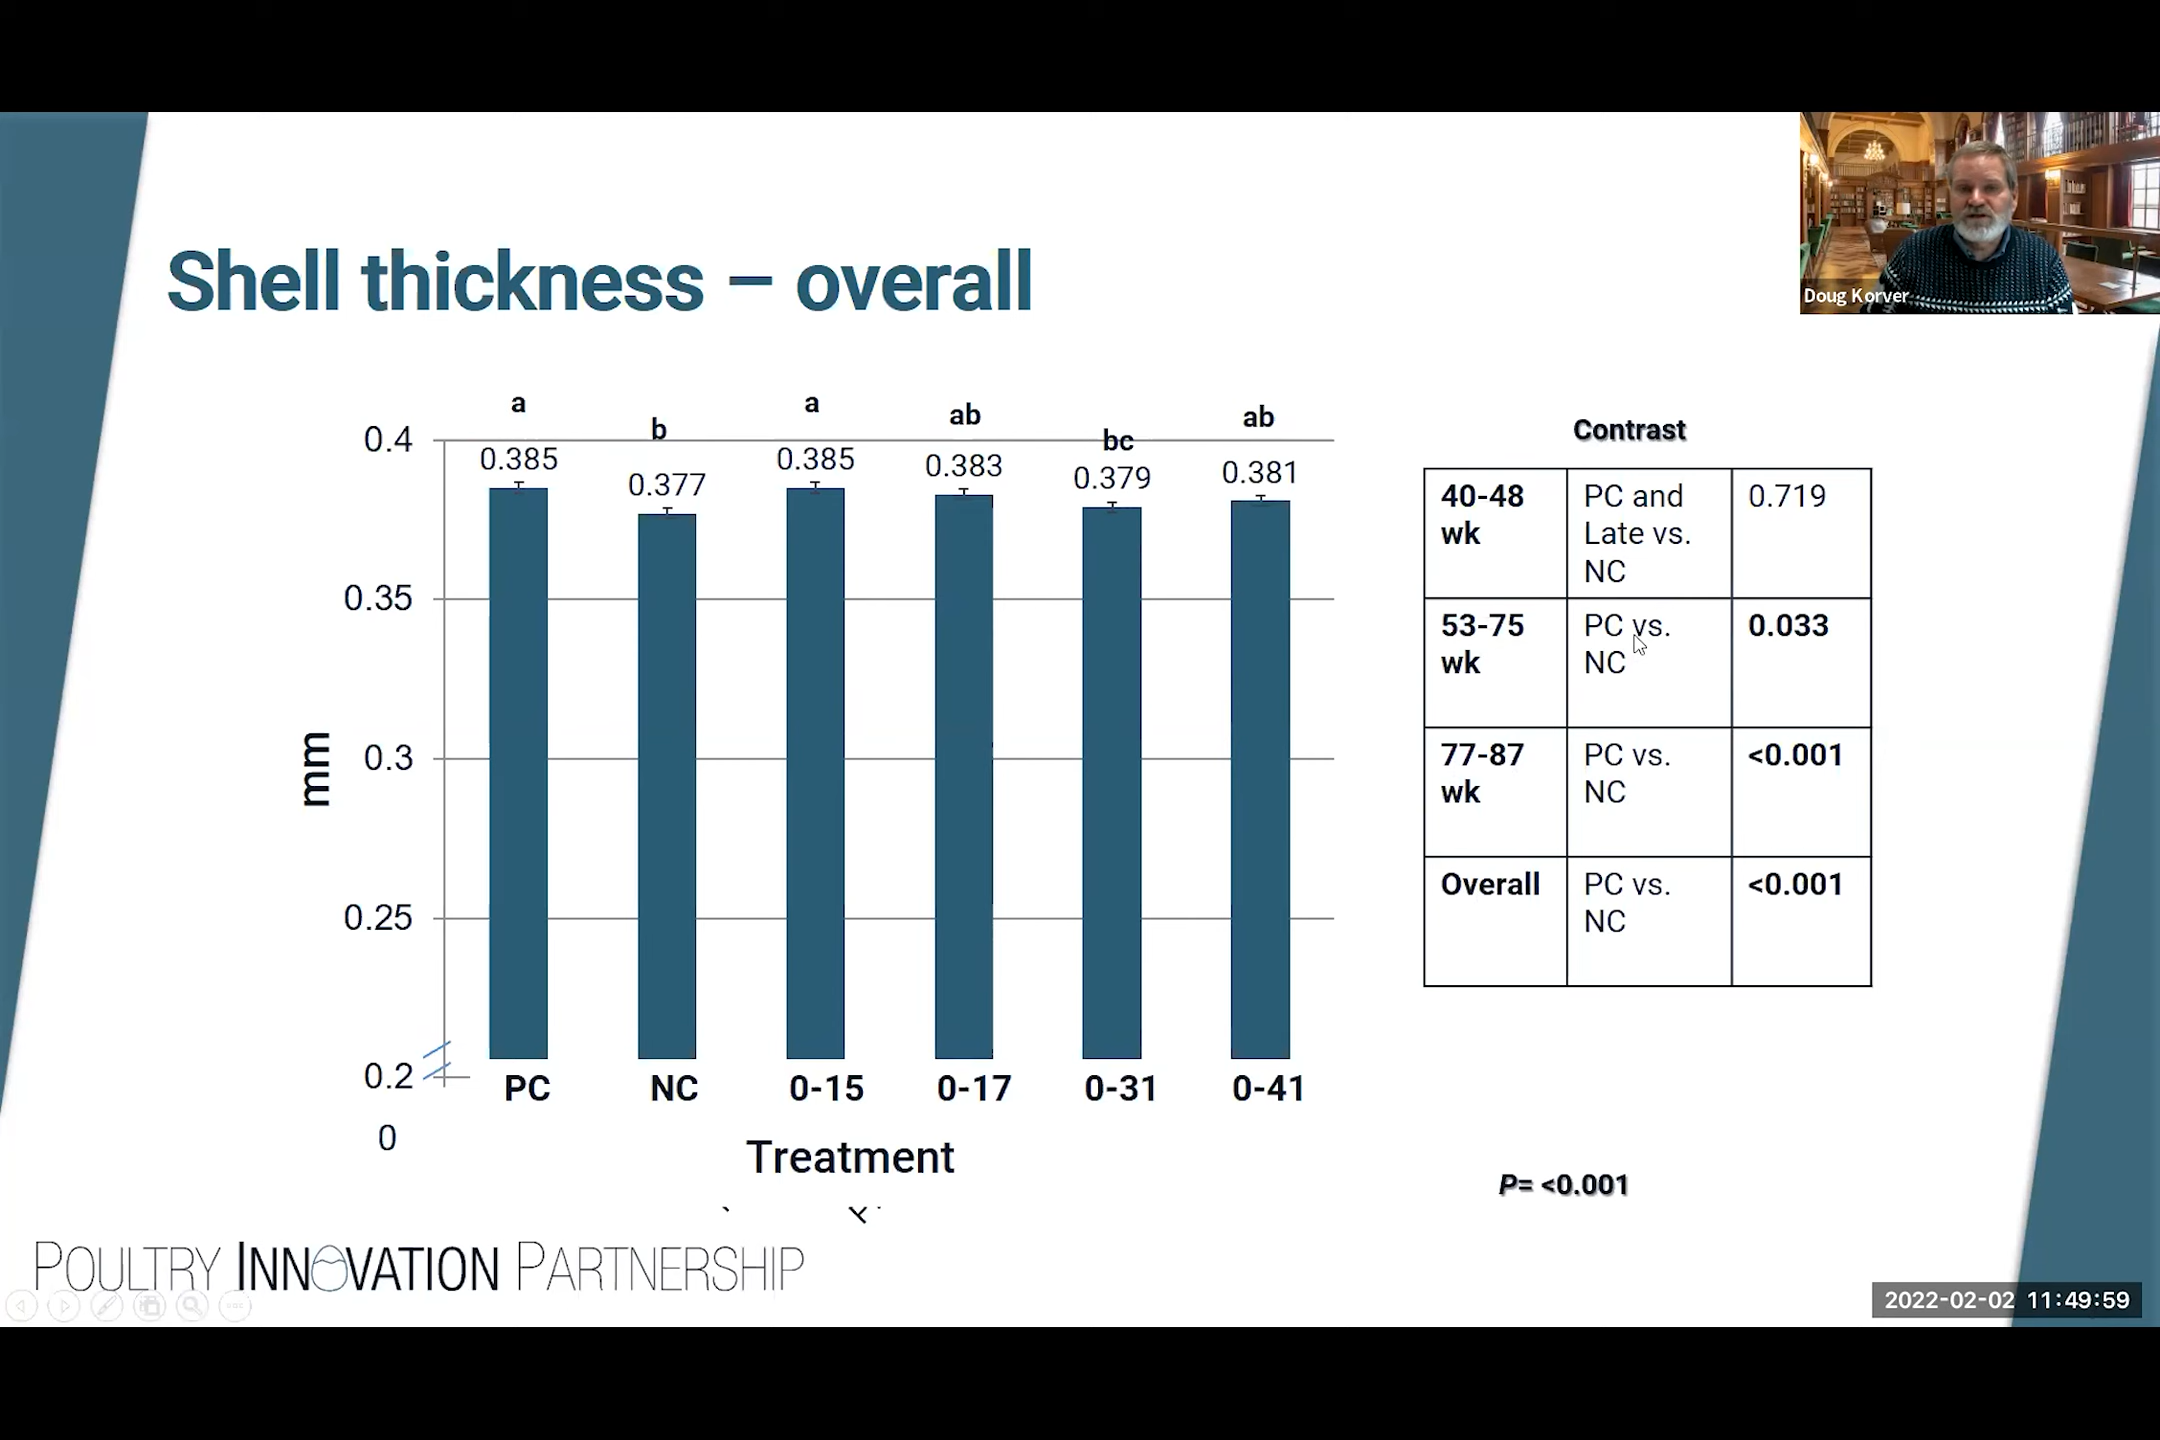 Doug Korver
Shell thickness – overall
a
b
a
ab
bc
ab
0.4
0.35
0.3
0.25
0.2
0
mm
0.385
0.377
0.385
0.383
0.379
0.381
PC
NC
0-15
0-17
0-31
0-41
Treatment
Contrast
40-48
wk
PC and
Late vs.
NC
0.719
53-75
wk
PC vs.
NC
0.033
77-87
wk
PC vs.
NC
<0.001
Overall
PC vs.
NC
<0.001
P= <0.001
POULTRY INNOVATION PARTNERSHIP
2022-02-02 11:49:59